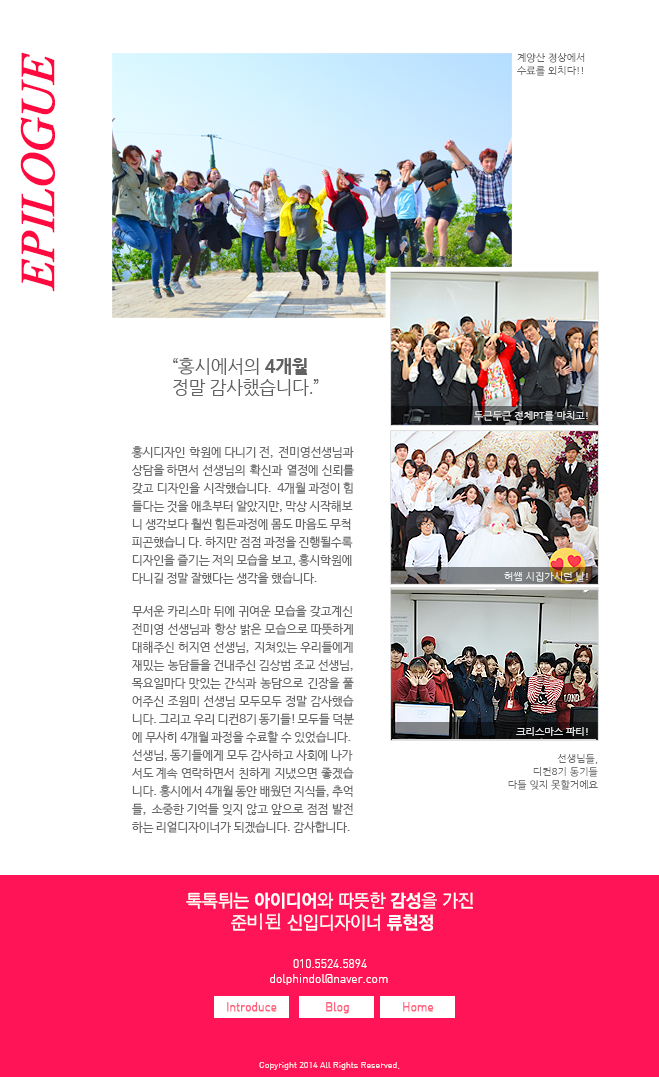 EPILOGUE
계양산 정상에서
수료를 외치다!!
두근두근 전체PT를 마치고!
“홍시에서의 4개월
정말 감사했습니다.”
허쌤 시집가시던 날!
크리스마스 파티!
홍시디자인 학원에 다니기 전, 전미영선생님과
상담을 하면서 선생님의 확신과 열정에 신뢰를
갖고 디자인을 시작했습니다. 4개월 과정이 힘
들다는 것을 애초부터 알았지만, 막상 시작해보
니 생각보다 훨씬 힘든과정에 몸도 마음도 무척
피곤했습니 다. 하지만 점점 과정을 진행될수록
디자인을 즐기는 저의 모습을 보고, 홍시학원에
다니길 정말 잘했다는 생각을 했습니다.
무서운 카리스마 뒤에 귀여운 모습을 갖고계신
전미영 선생님과 항상 밝은 모습으로 따뜻하게
대해주신 허지연 선생님, 지쳐있는 우리들에게
재밌는 농담들을 건내주신 김상범 조교 선생님,
목요일마다 맛있는 간식과 농담으로 긴장을 풀
어주신 조원미 선생님 모두모두 정말 감사했습
니다. 그리고 우리 디컨8기 동기들! 모두들 덕분
에 무사히 4개월 과정을 수료할 수 있었습니다.
선생님, 동기들에게 모두 감사하고 사회에 나가
서도 계속 연락하면서 친하게 지냈으면 좋겠습
니다. 홍시에서 4개월 동안 배웠던 지식들, 추억
들, 소중한 기억들 잊지 않고 앞으로 점점 발전
하는 리얼디자이너가 되겠습니다. 감사합니다.
선생님들,
디컨8기 동기들
다들 잊지 못할거에요
톡톡튀는 아이디어와 따뜻한 감성을 가진
준비된 신입디자이너 류현정
010.5524.5894
dolphindol@naver.com
Introduce
Blog
Home
Copyright 2014 All Rights Reserved.